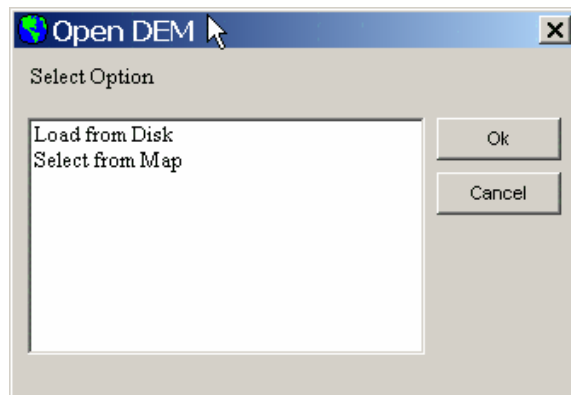 Open DEM
Select Option
Load from Disk
Select from Map
Ok
Cancel